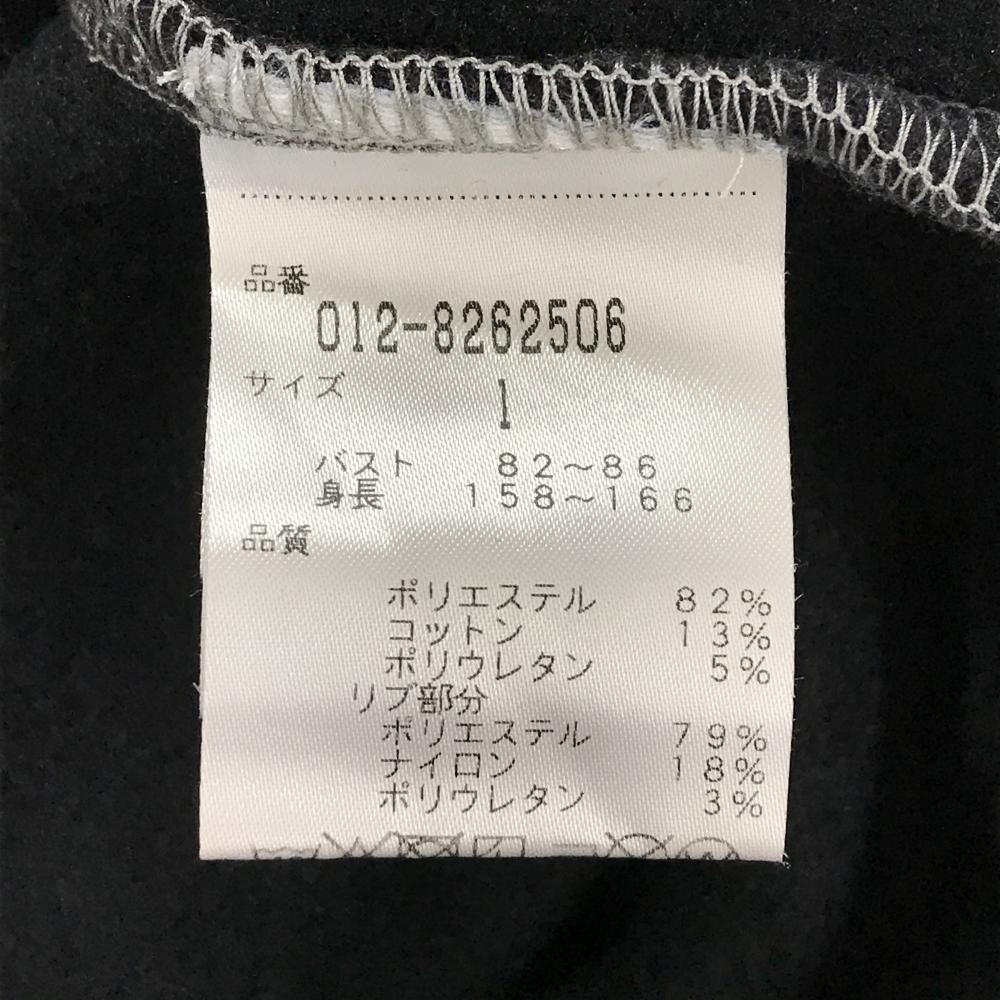 品番
012-8262506
サイズ 1
バスト 82～86
身長 158～166
品質
ポリエステル 82%
コットン 13%
ポリウレタン 5%
リブ部分
ポリエステル 79%
ナイロン 18%
ポリウレタン 3%